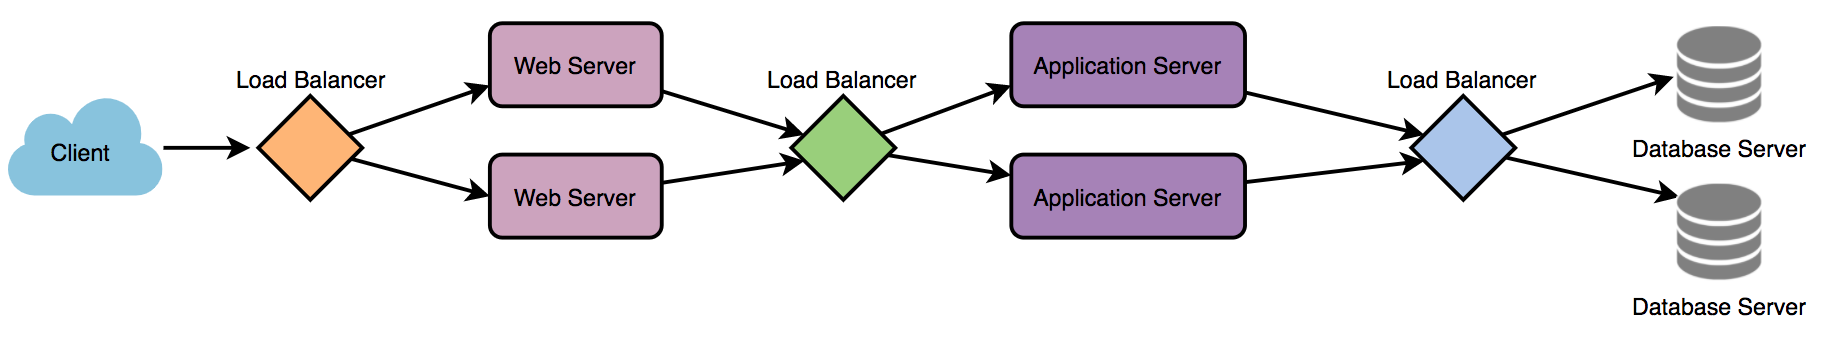 Client
Load Balancer
Web Server
Web Server
Load Balancer
Application Server
Application Server
Load Balancer
Database Server
Database Server